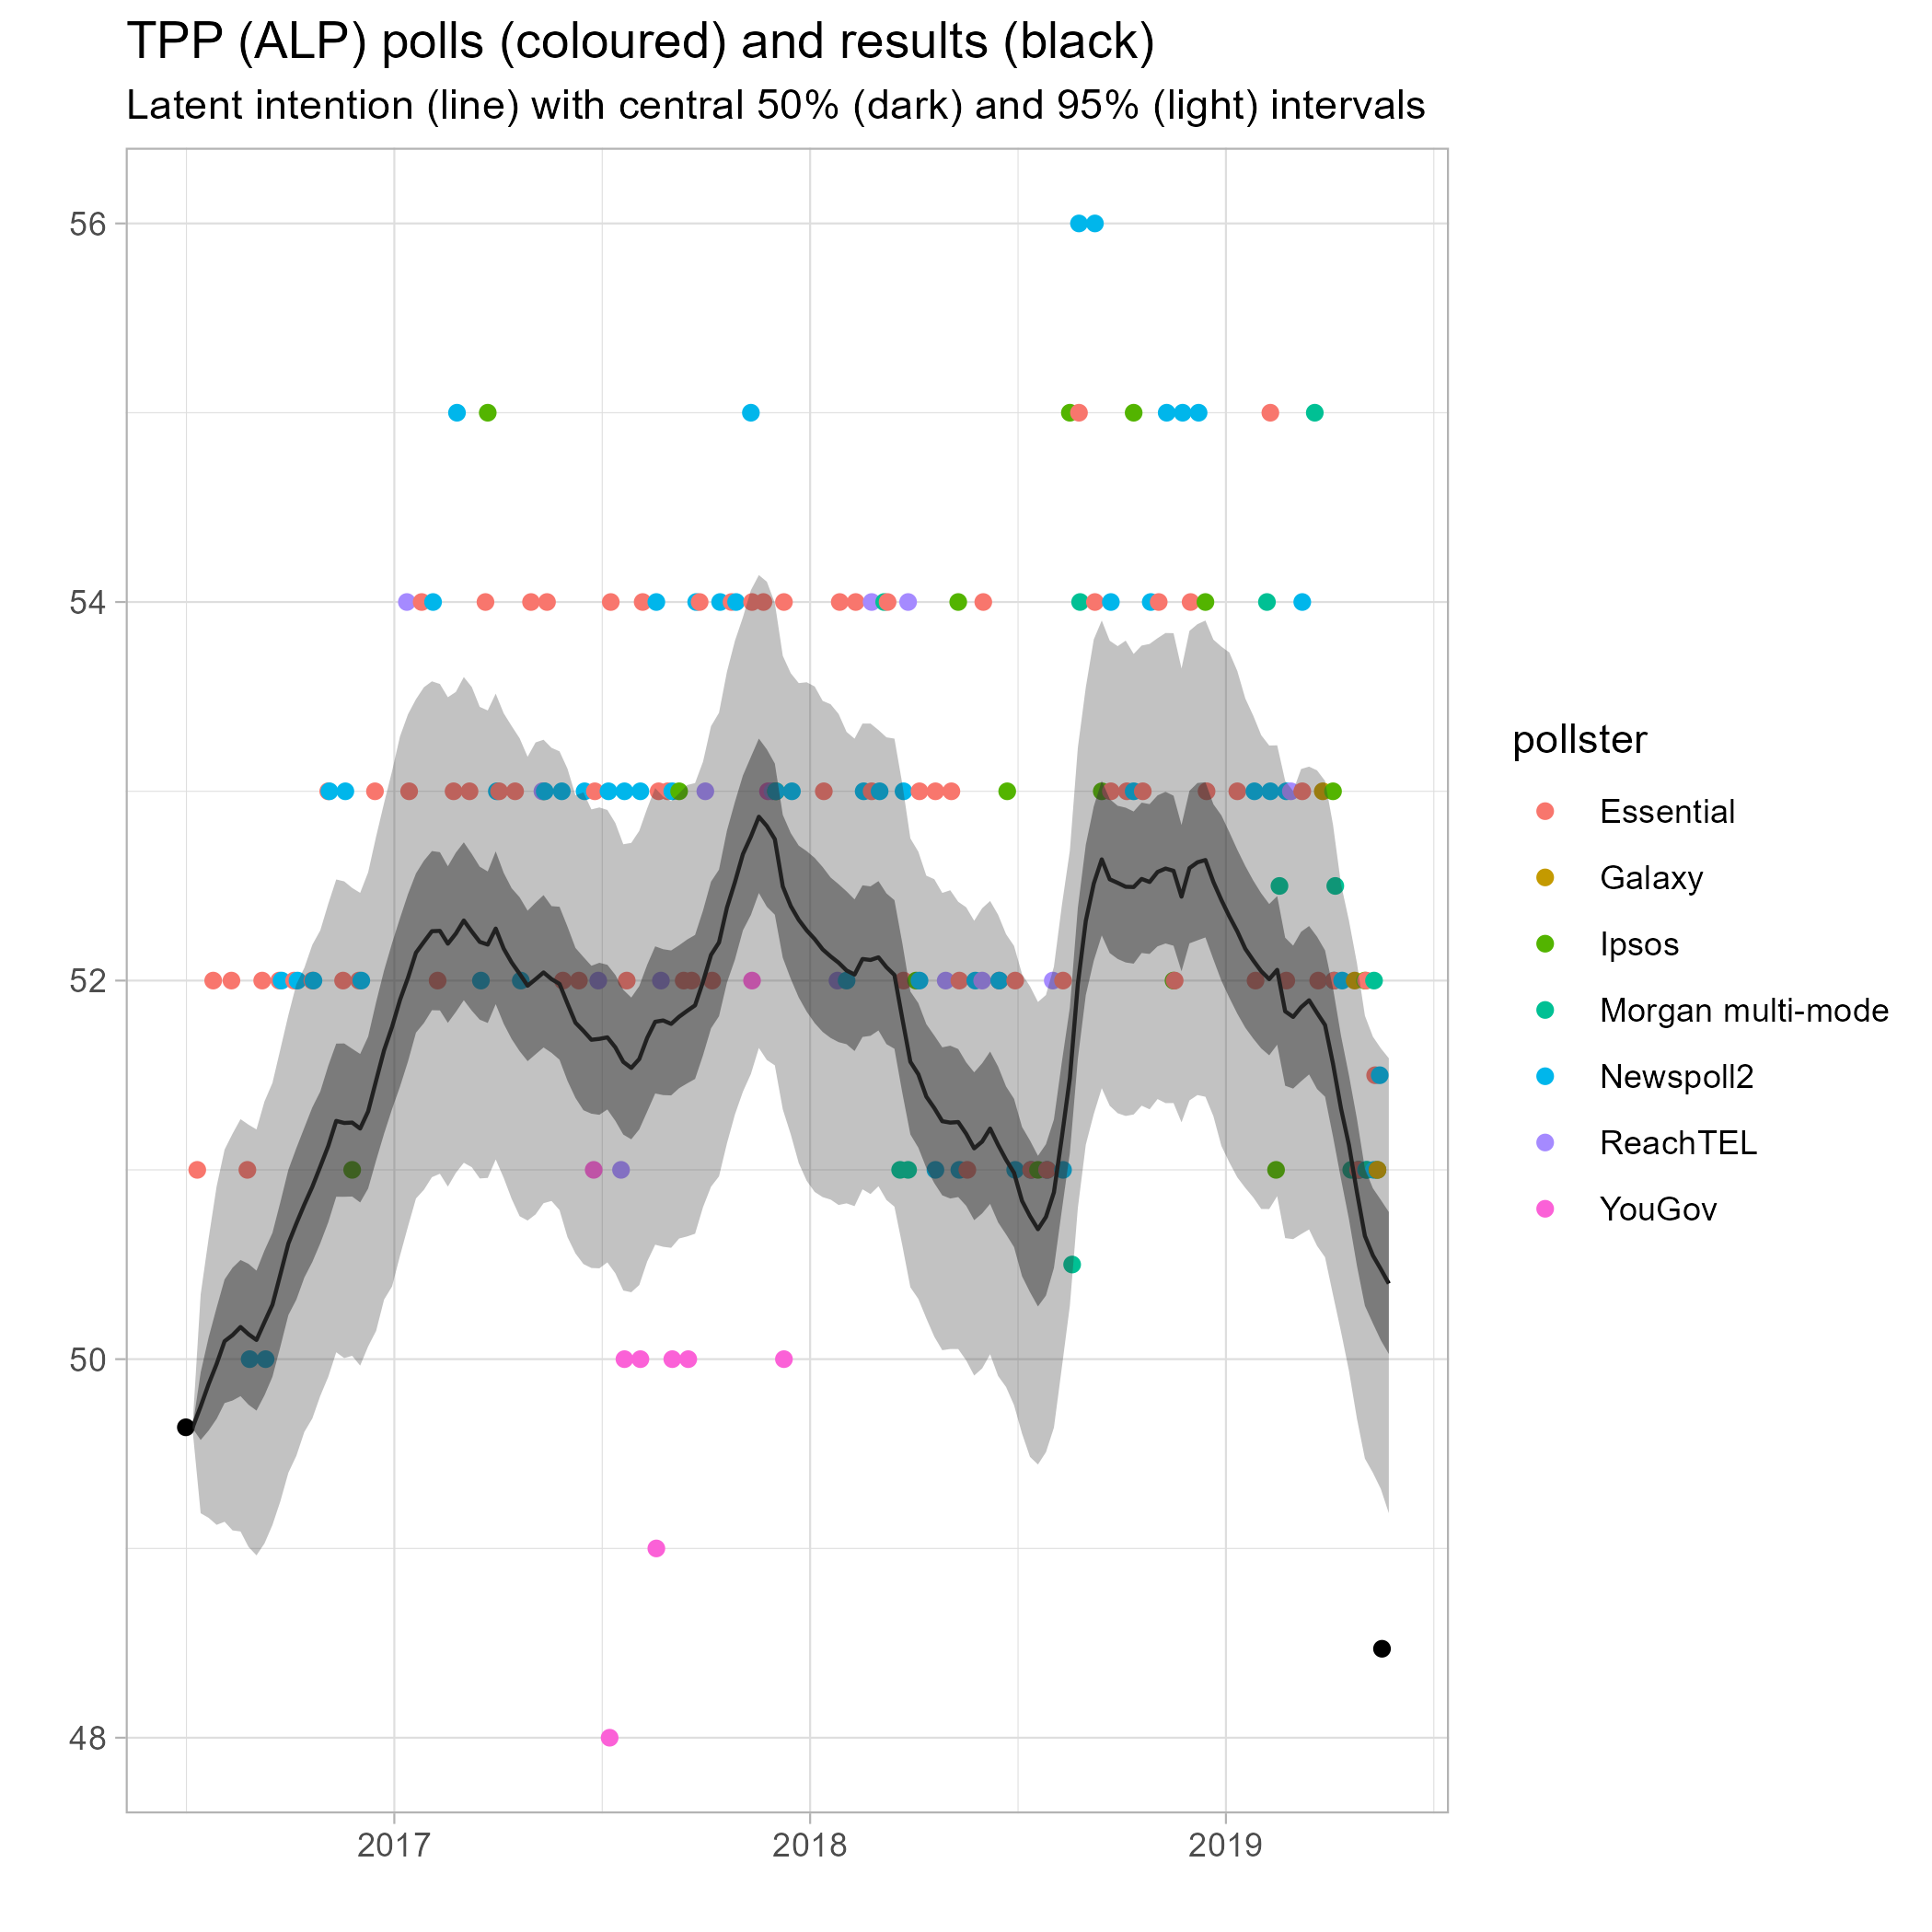 TPP (ALP) polls (coloured) and results (black)
Latent intention (line) with central 50% (dark) and 95% (light) intervals
56
54
52
50
48
2017
2018
2019
pollster
Essential
Galaxy
Ipsos
Morgan multi-mode
Newspoll2
ReachTEL
YouGov